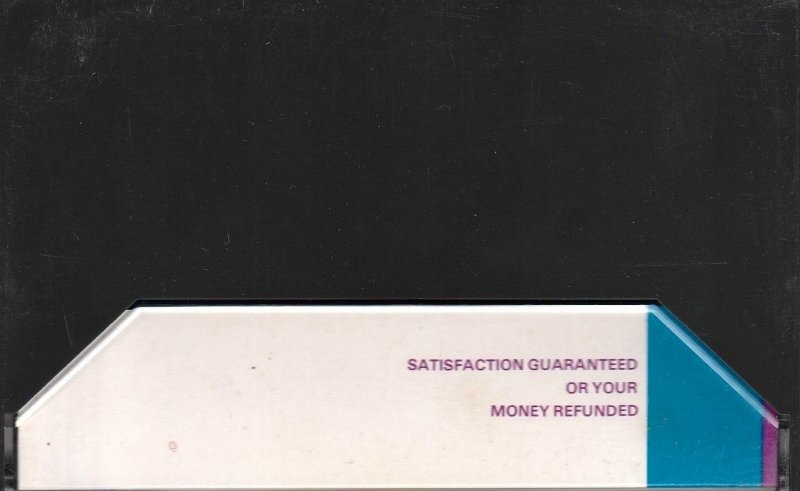 SATISFACTION GUARANTEED
OR YOUR
MONEY REFUNDED